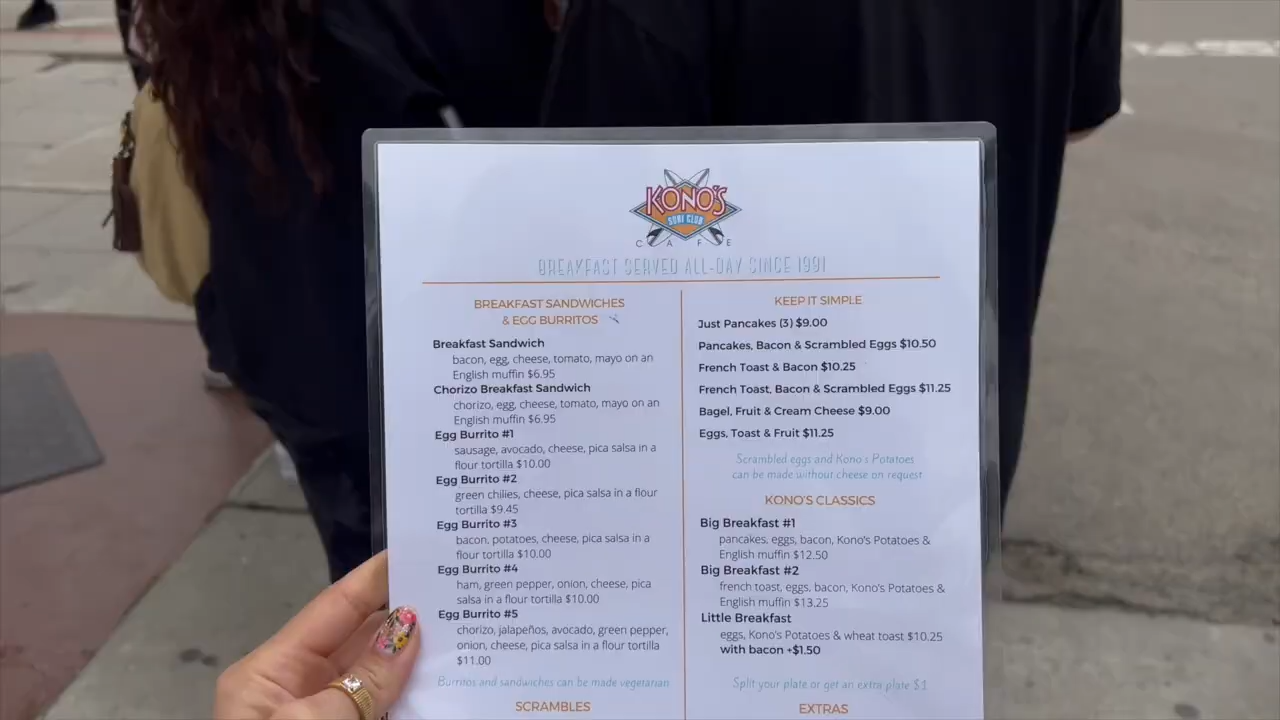 KONO'S
SURF CLUB
CAFE
BREAKFAST SERVED ALL-DAY SINCE 1991
BREAKFAST SANDWICHES
& EGG BURRITOS
Breakfast Sandwich
bacon, egg, cheese, tomato, mayo on an
English muffin $6.95
Chorizo Breakfast Sandwich
chorizo, egg, cheese, tomato, mayo on an
English muffin $6.95
Egg Burrito #1
sausage, avocado, cheese, pica salsa in a
flour tortilla $10.00
Egg Burrito #2
green chilies, cheese, pica salsa in a flour
tortilla $9.45
Egg Burrito #3
bacon, potatoes, cheese, pica salsa in a
flour tortilla $10.00
Egg Burrito #4
ham, green pepper, onion, cheese, pica
salsa in a flour tortilla $10.00
Egg Burrito #5
chorizo, jalapeños, avocado, green pepper,
onion, cheese, pica salsa in a flour tortilla
$11.00
Burritos and sandwiches can be made vegetarian
SCRAMBLES
KEEP IT SIMPLE
Just Pancakes (3) $9.00
Pancakes, Bacon & Scrambled Eggs $10.50
French Toast & Bacon $10.25
French Toast, Bacon & Scrambled Eggs $11.25
Bagel, Fruit & Cream Cheese $9.00
Eggs, Toast & Fruit $11.25
Scrambled eggs and Kono's Potatoes
can be made without cheese on request
KONO'S CLASSICS
Big Breakfast #1
pancakes, eggs, bacon, Kono's Potatoes &
English muffin $12.50
Big Breakfast #2
french toast, eggs, bacon, Kono's Potatoes &
English muffin $13.25
Little Breakfast
eggs, Kono's Potatoes & wheat toast $10.25
with bacon +$1.50
Split your plate or get an extra plate $1
EXTRAS